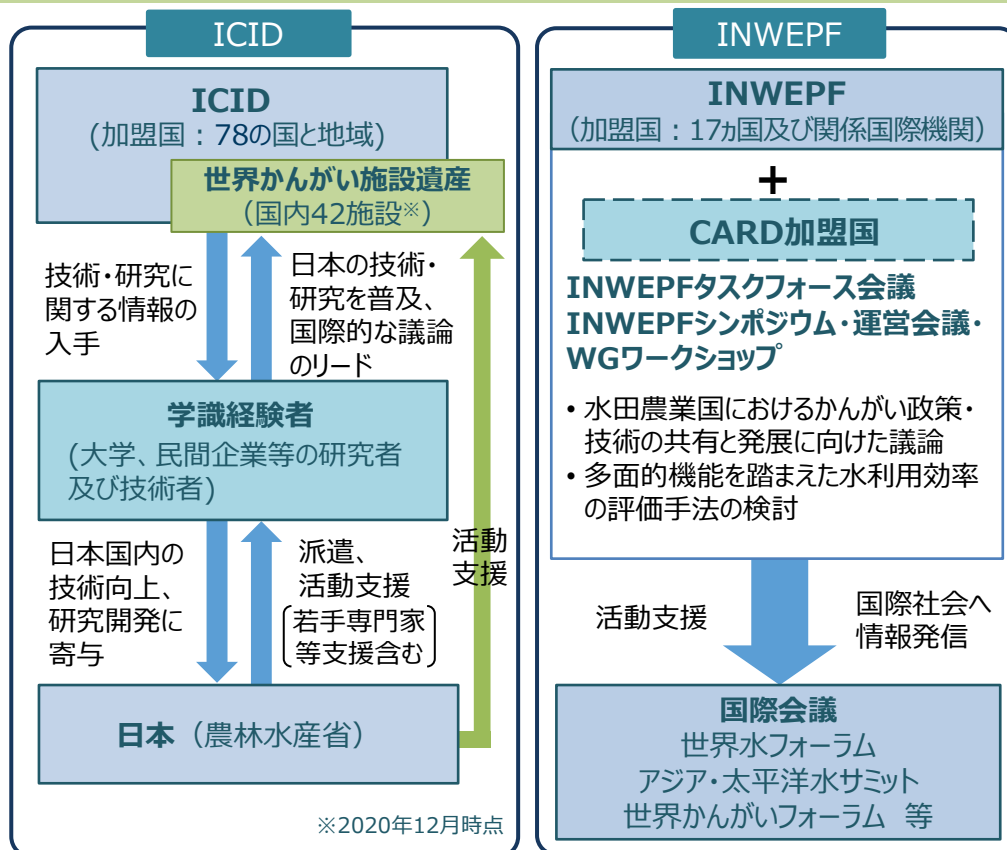 ICID
ICID
(加盟国：78の国と地域)
世界かんがい施設遺産
（国内42施設※）
技術・研究に
関する情報の
入手
日本の技術・
研究を普及、
国際的な議論
のリード
学識経験者
(大学、民間企業等の研究者
及び技術者)
日本国内の
技術向上、
研究開発に
寄与
派遣、
活動支援
若手専門家
等支援含む
活動
支援
日本（農林水産省）
※2020年12月時点
INWEPF
INWEPF
（加盟国：17ヵ国及び関係国際機関）
+
CARD加盟国
INWEPFタスクフォース会議
INWEPFシンポジウム・運営会議・
WGワークショップ
• 水田農業国におけるかんがい政策・
技術の共有と発展に向けた議論
• 多面的機能を踏まえた水利用効率
の評価手法の検討
活動支援
国際社会へ
情報発信
国際会議
世界水フォーラム
アジア・太平洋水サミット
世界かんがいフォーラム 等